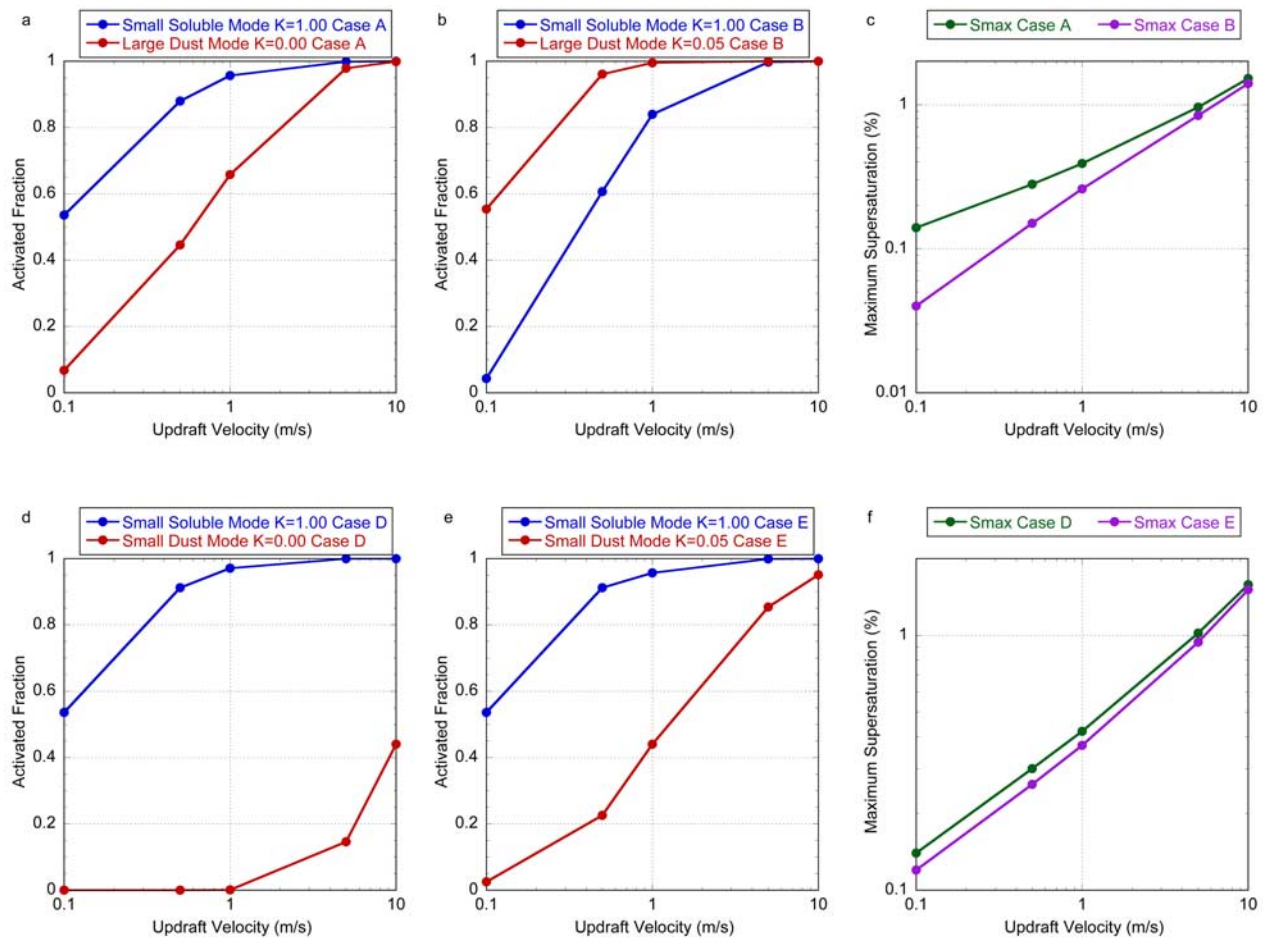 a
Small Soluble Mode K=1.00 Case A
Large Dust Mode K=0.00 Case A
1
0.8
0.6
0.4
0.2
0
Activated Fraction
0.1
1
10
Updraft Velocity (m/s)
b
Small Soluble Mode K=1.00 Case B
Large Dust Mode K=0.05 Case B
1
0.8
0.6
0.4
0.2
0
Activated Fraction
0.1
1
10
Updraft Velocity (m/s)
c
Smax Case A Smax Case B
1
0.1
0.01
Maximum Supersaturation (%)
0.1
1
10
Updraft Velocity (m/s)
d
Small Soluble Mode K=1.00 Case D
Small Dust Mode K=0.00 Case D
1
0.8
0.6
0.4
0.2
0
Activated Fraction
0.1
1
10
Updraft Velocity (m/s)
e
Small Soluble Mode K=1.00 Case E
Small Dust Mode K=0.05 Case E
1
0.8
0.6
0.4
0.2
0
Activated Fraction
0.1
1
10
Updraft Velocity (m/s)
f
Smax Case D Smax Case E
1
0.1
Maximum Supersaturation (%)
0.1
1
10
Updraft Velocity (m/s)